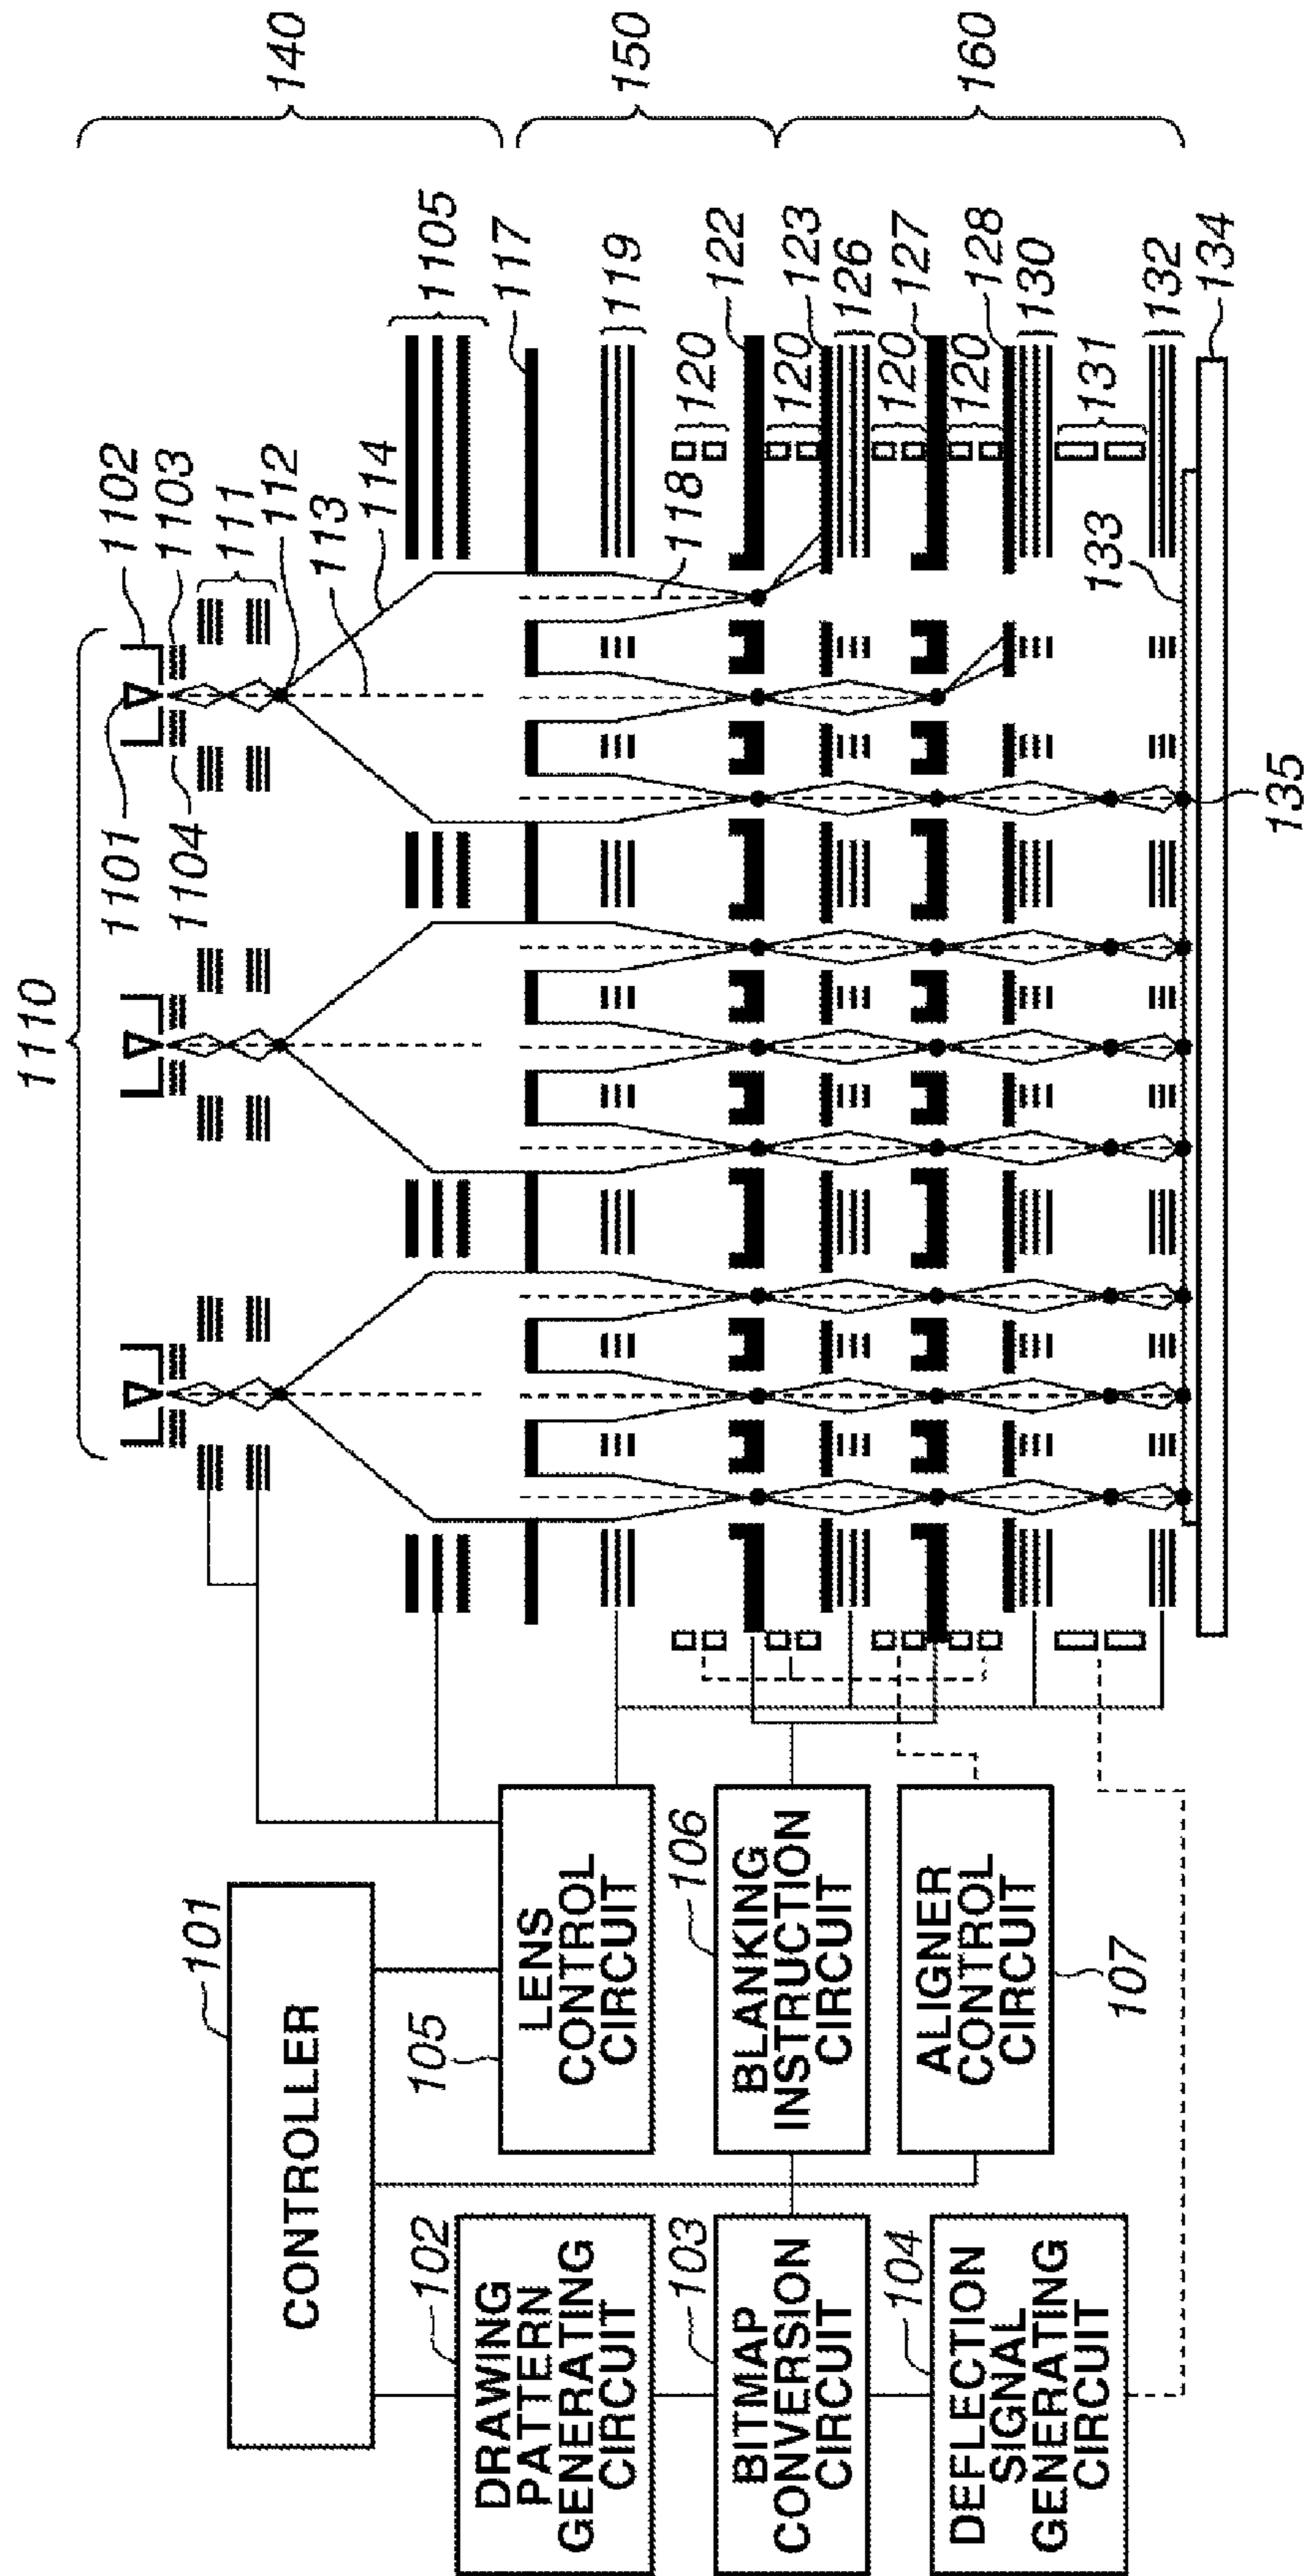 1110
1101
1104
1102
1103
111
112
113
114
1105
117
119
118
120
122
120
123
126
120
127
120
128
130
131
132
133
134
135
140
150
160
101
CONTROLLER
102
DRAWING
PATTERN
GENERATING
CIRCUIT
103
BITMAP
CONVERSION
CIRCUIT
104
DEFLECTION
SIGNAL
GENERATING
CIRCUIT
105
LENS
CONTROL
CIRCUIT
106
BLANKING
INSTRUCTION
CIRCUIT
107
ALIGNER
CONTROL
CIRCUIT